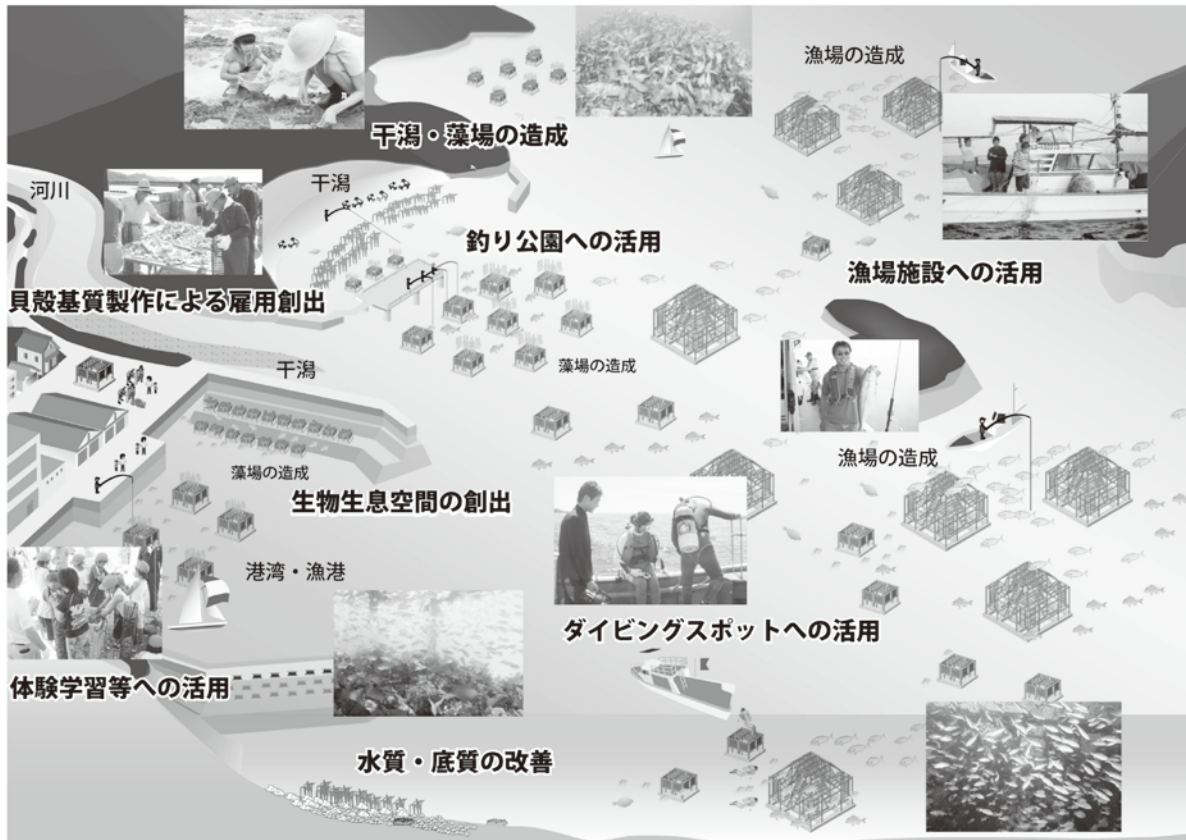 漁場の造成
干潟・藻場の造成
河川
干潟
釣り公園への活用
漁場施設への活用
貝殻基質製作による雇用創出
藻場の造成
干潟
漁場の造成
藻場の造成
生物生息空間の創出
港湾・漁港
ダイビングスポットへの活用
体験学習等への活用
水質・底質の改善